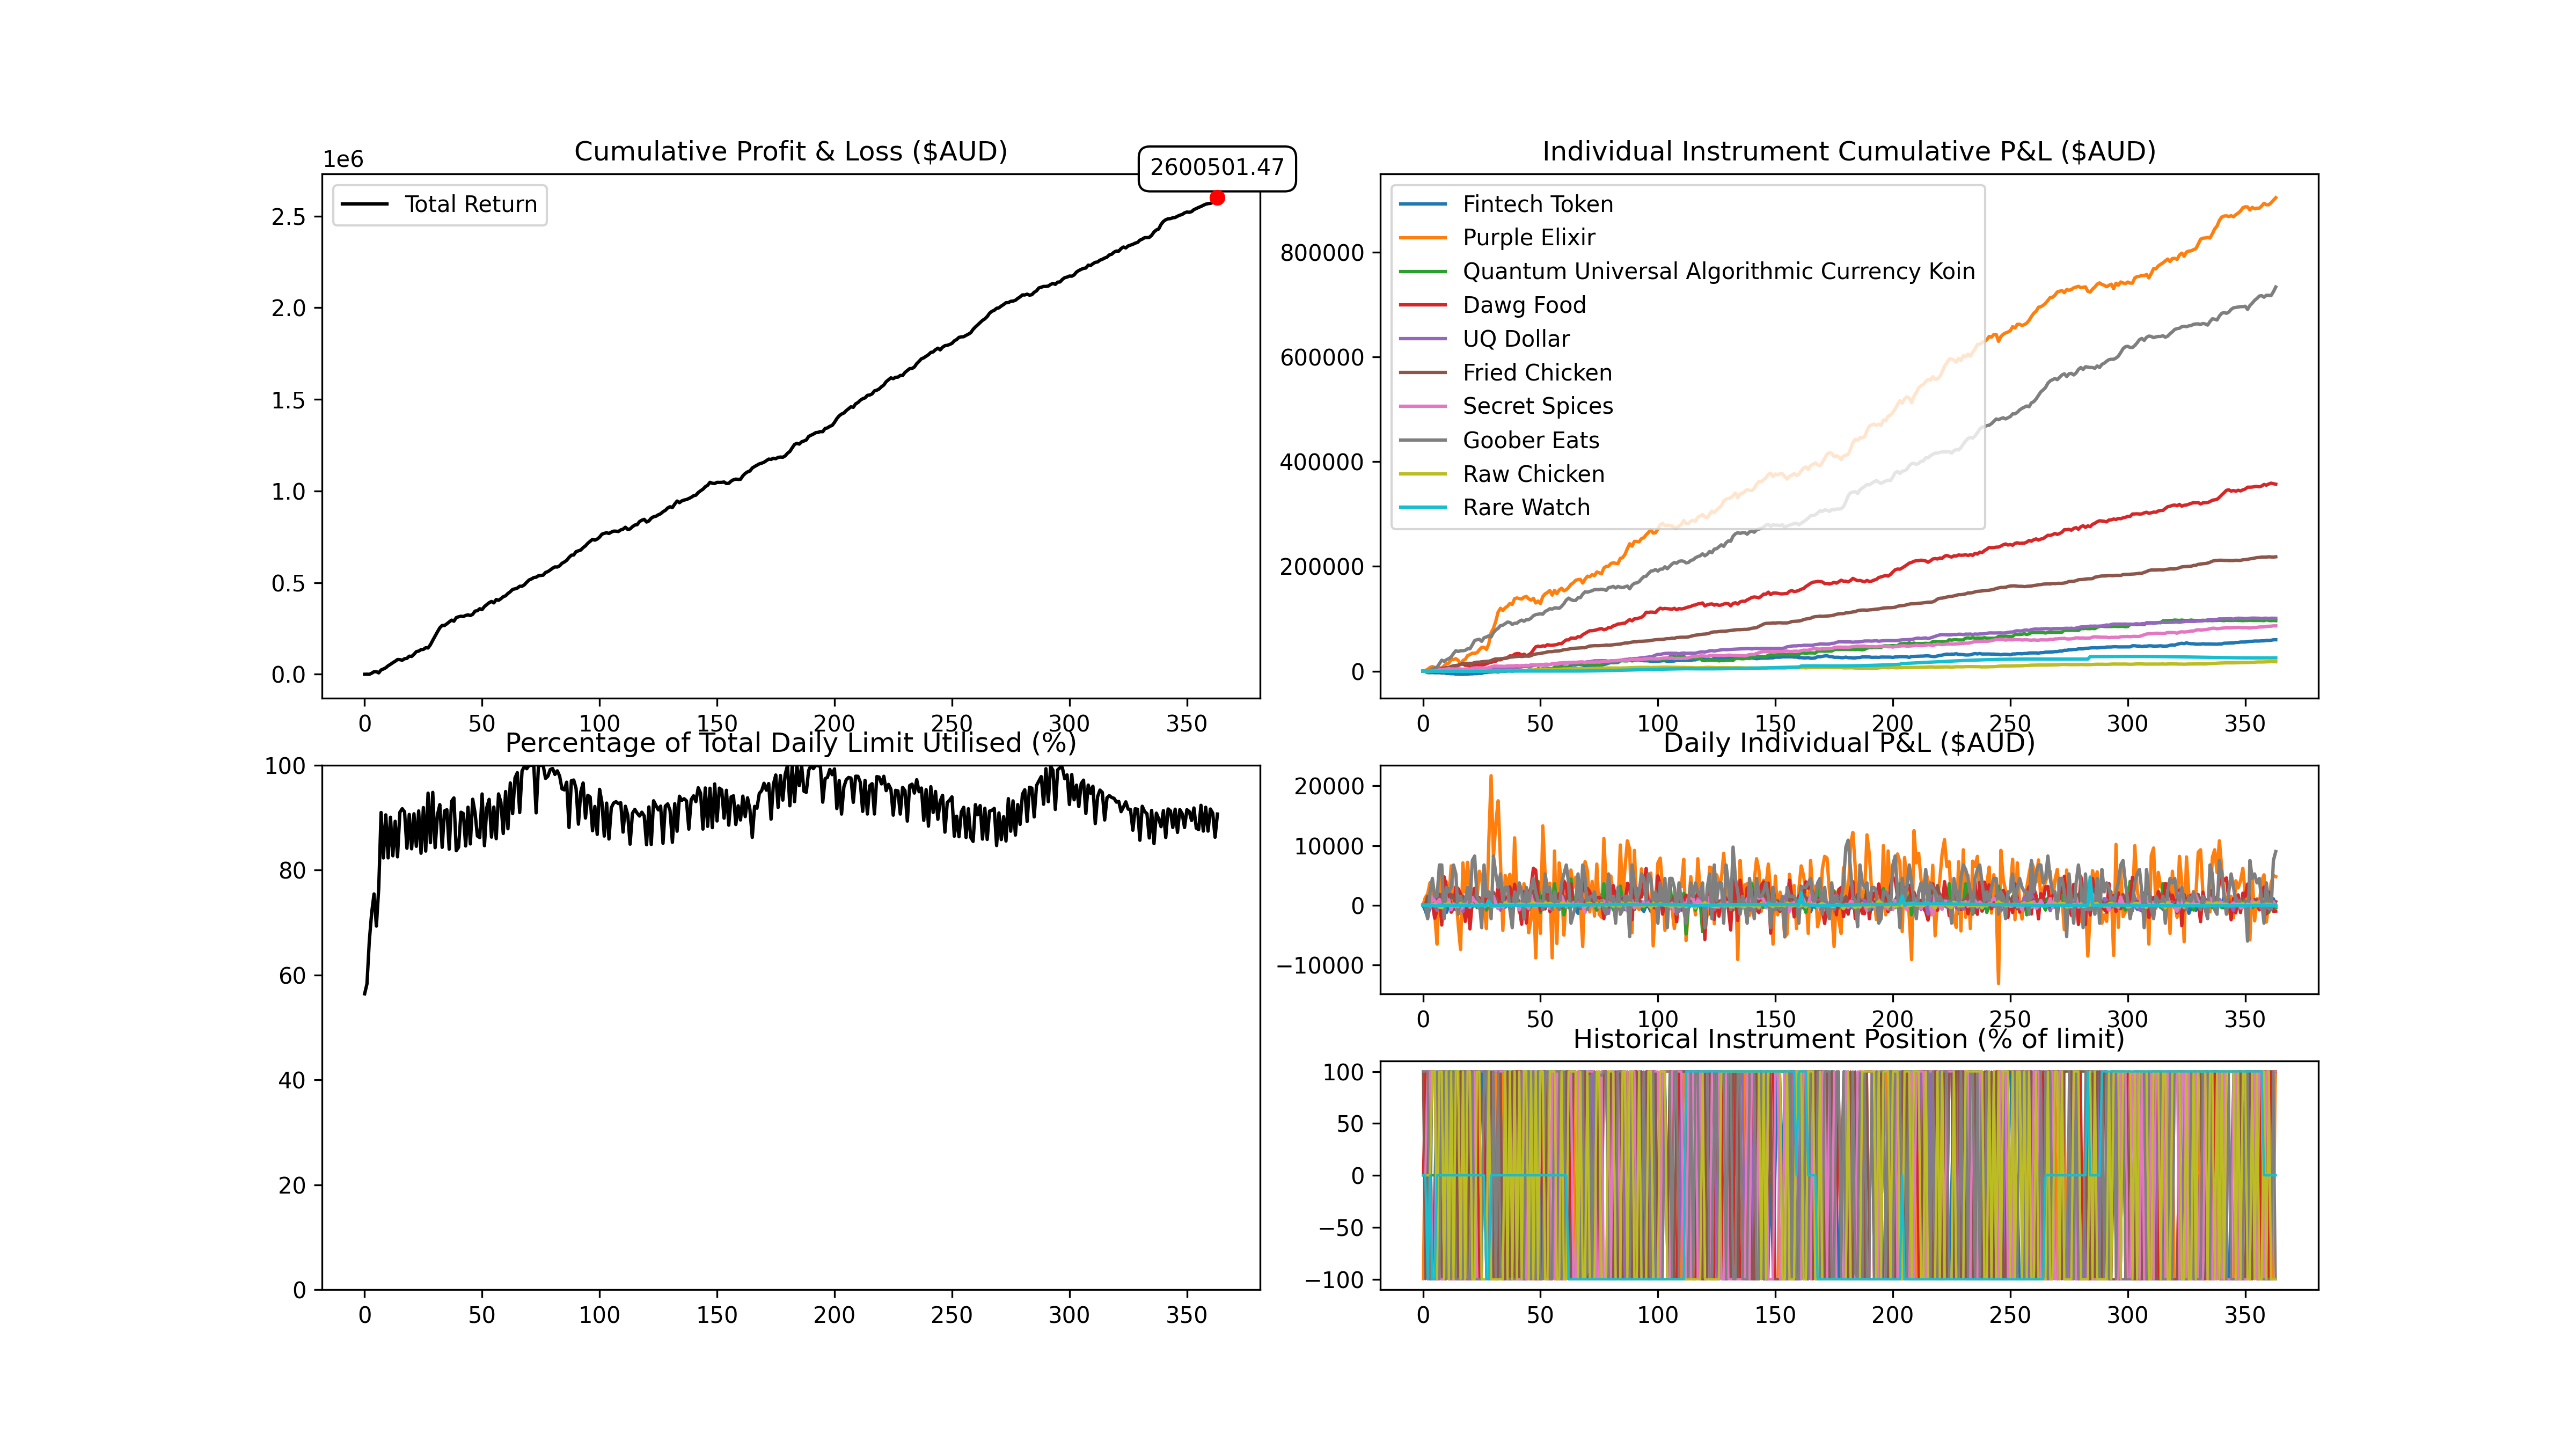 Cumulative Profit & Loss ($AUD)
1e6
2600501.47
Total Return
2.5
2.0
1.5
1.0
0.5
0.0
0 50 100 150 200 250 300 350
Individual Instrument Cumulative P&L ($AUD)
Fintech Token
Purple Elixir
Quantum Universal Algorithmic Currency Koin
Dawg Food
UQ Dollar
Fried Chicken
Secret Spices
Goober Eats
Raw Chicken
Rare Watch
800000
600000
400000
200000
0
0 50 100 150 200 250 300 350
Percentage of Total Daily Limit Utilised (%)
100
80
60
40
20
0
0 50 100 150 200 250 300 350
Daily Individual P&L ($AUD)
20000
10000
0
−10000
0 50 100 150 200 250 300 350
Historical Instrument Position (% of limit)
100
50
0
−50
−100
0 50 100 150 200 250 300 350